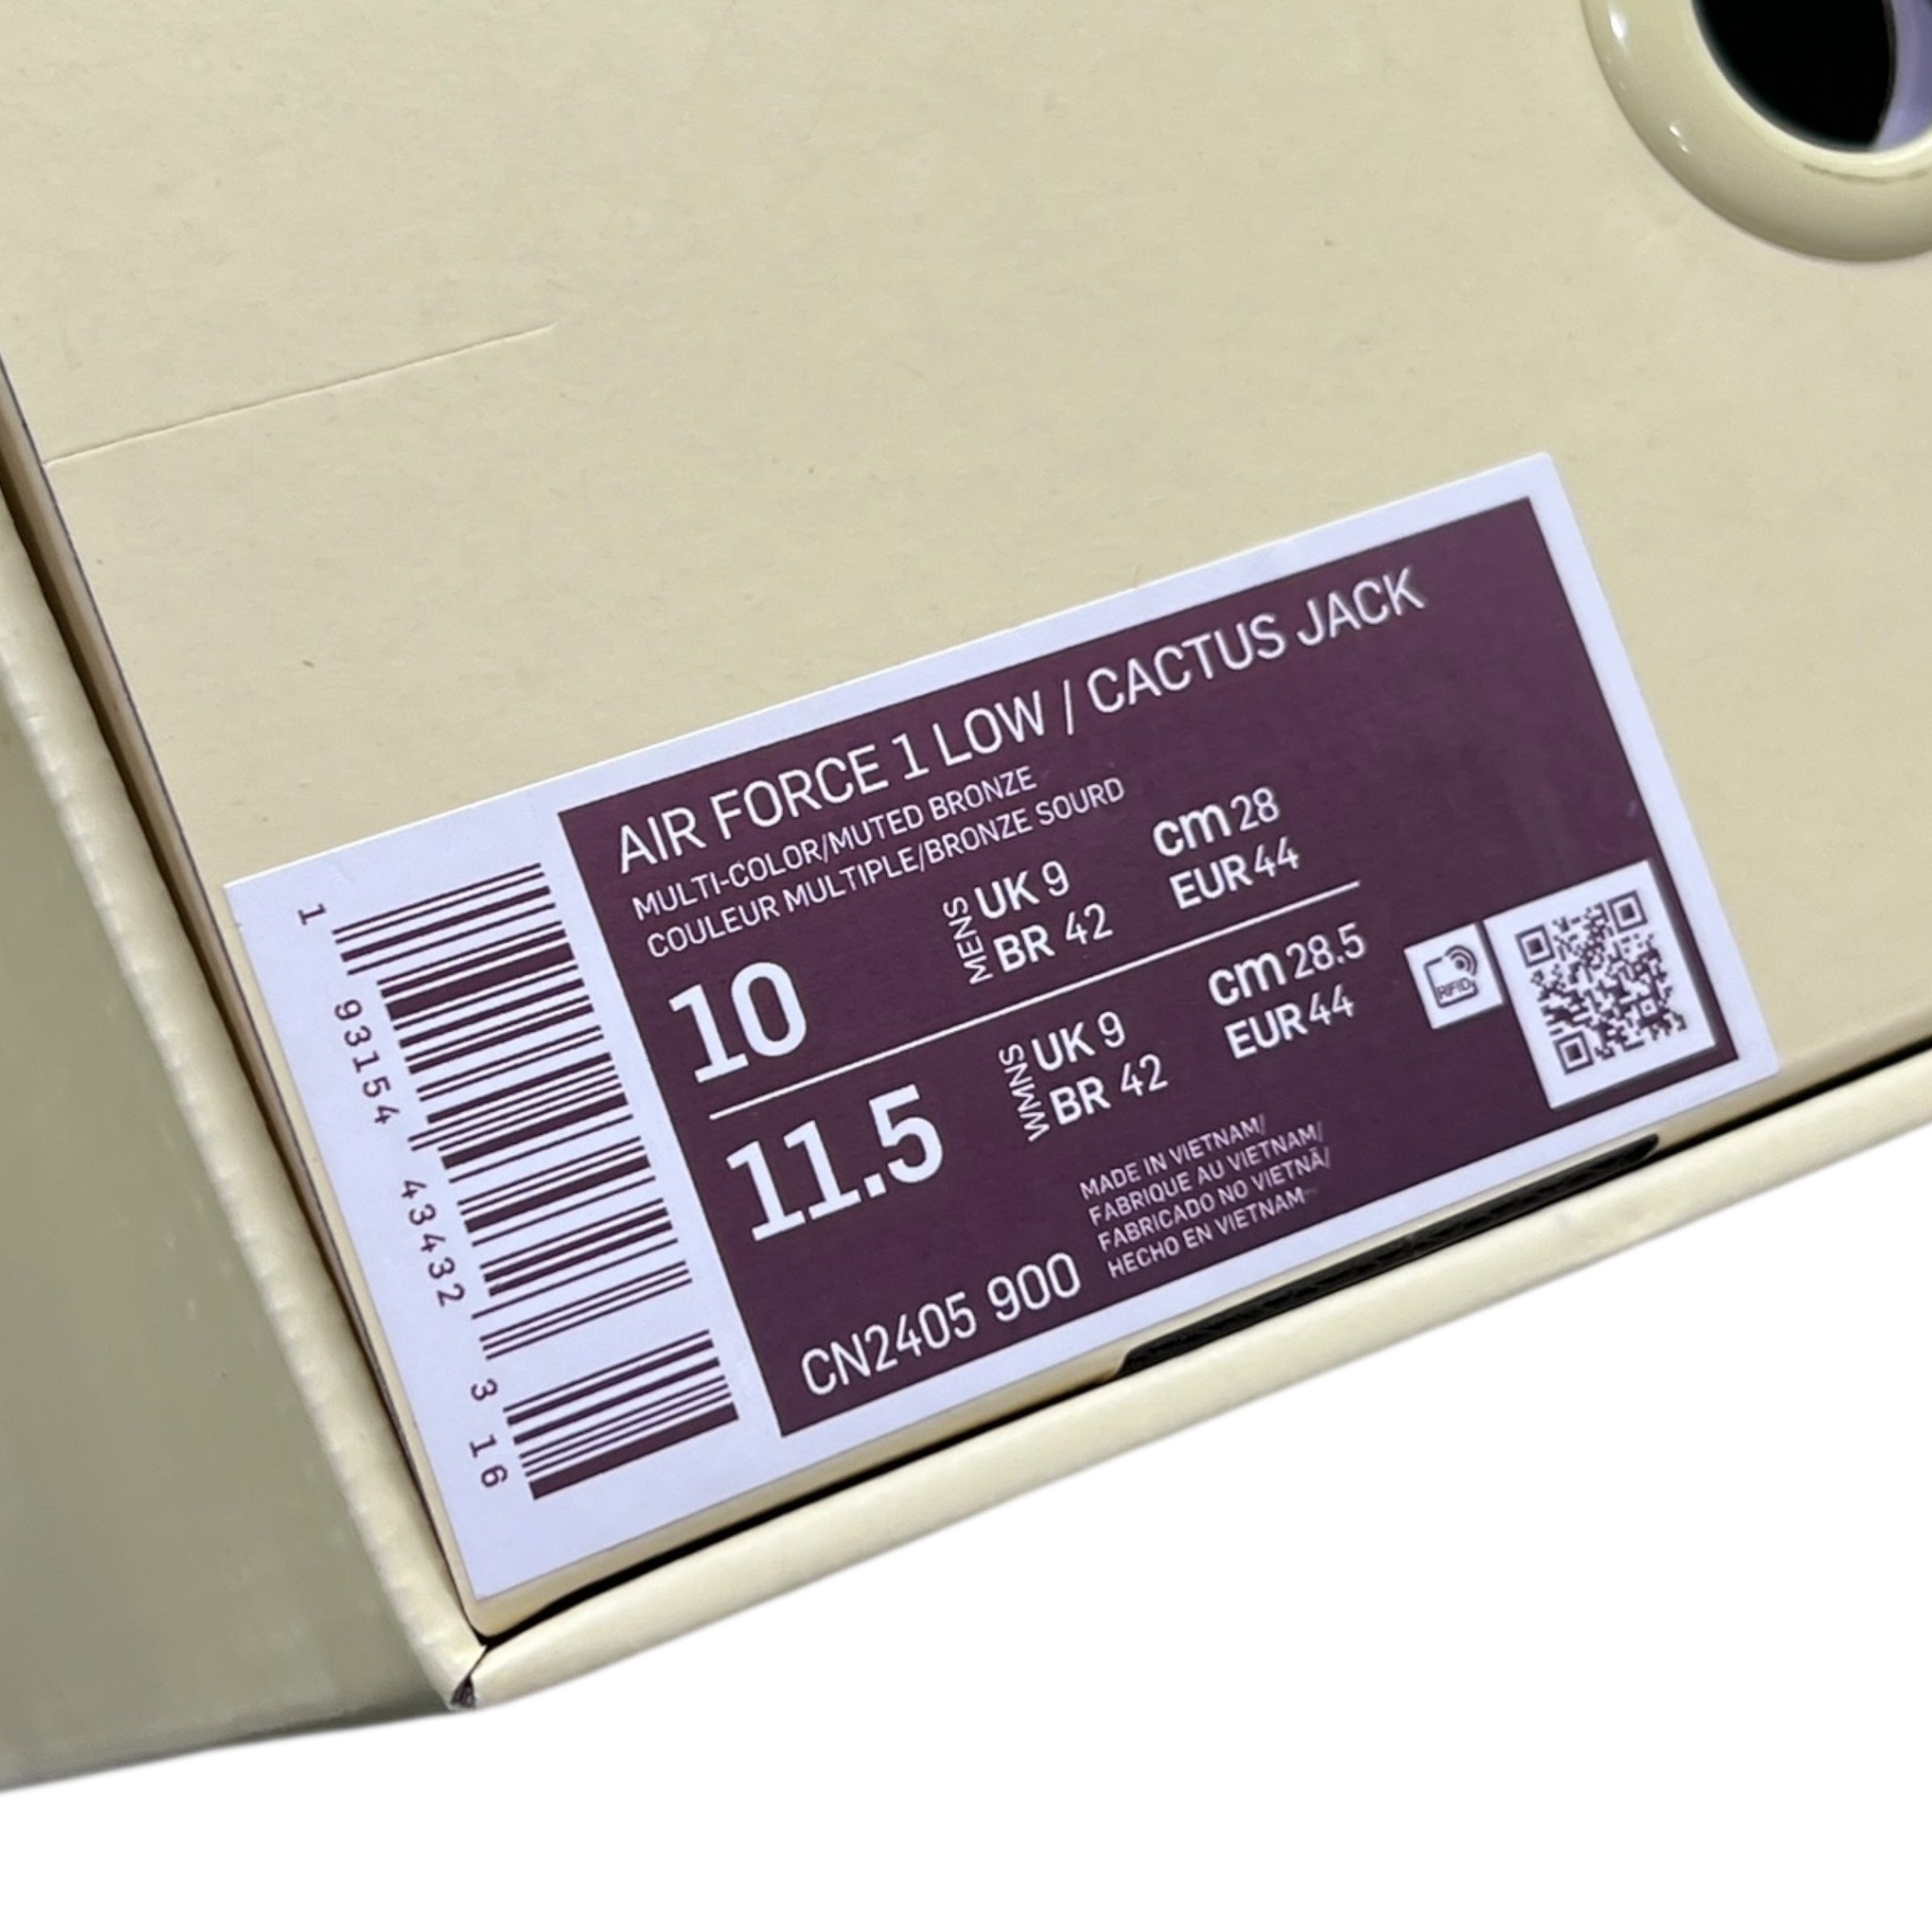 AIR FORCE 1 LOW / CACTUS JACK
MULTI-COLOR/MUTED BRONZE
COULEUR MULTIPLE/BRONZE SOURD
10
MENS
UK 9
BR 42
cm 28
EUR 44
11.5
WMNS
UK 9
BR 42
cm 28.5
EUR 44
RFID
MADE IN VIETNAM/
FABRIQUE AU VIETNAM/
FABRICADO NO VIETNÃ/
HECHO EN VIETNAM
CN2405 900
1 93154 43432 3 16